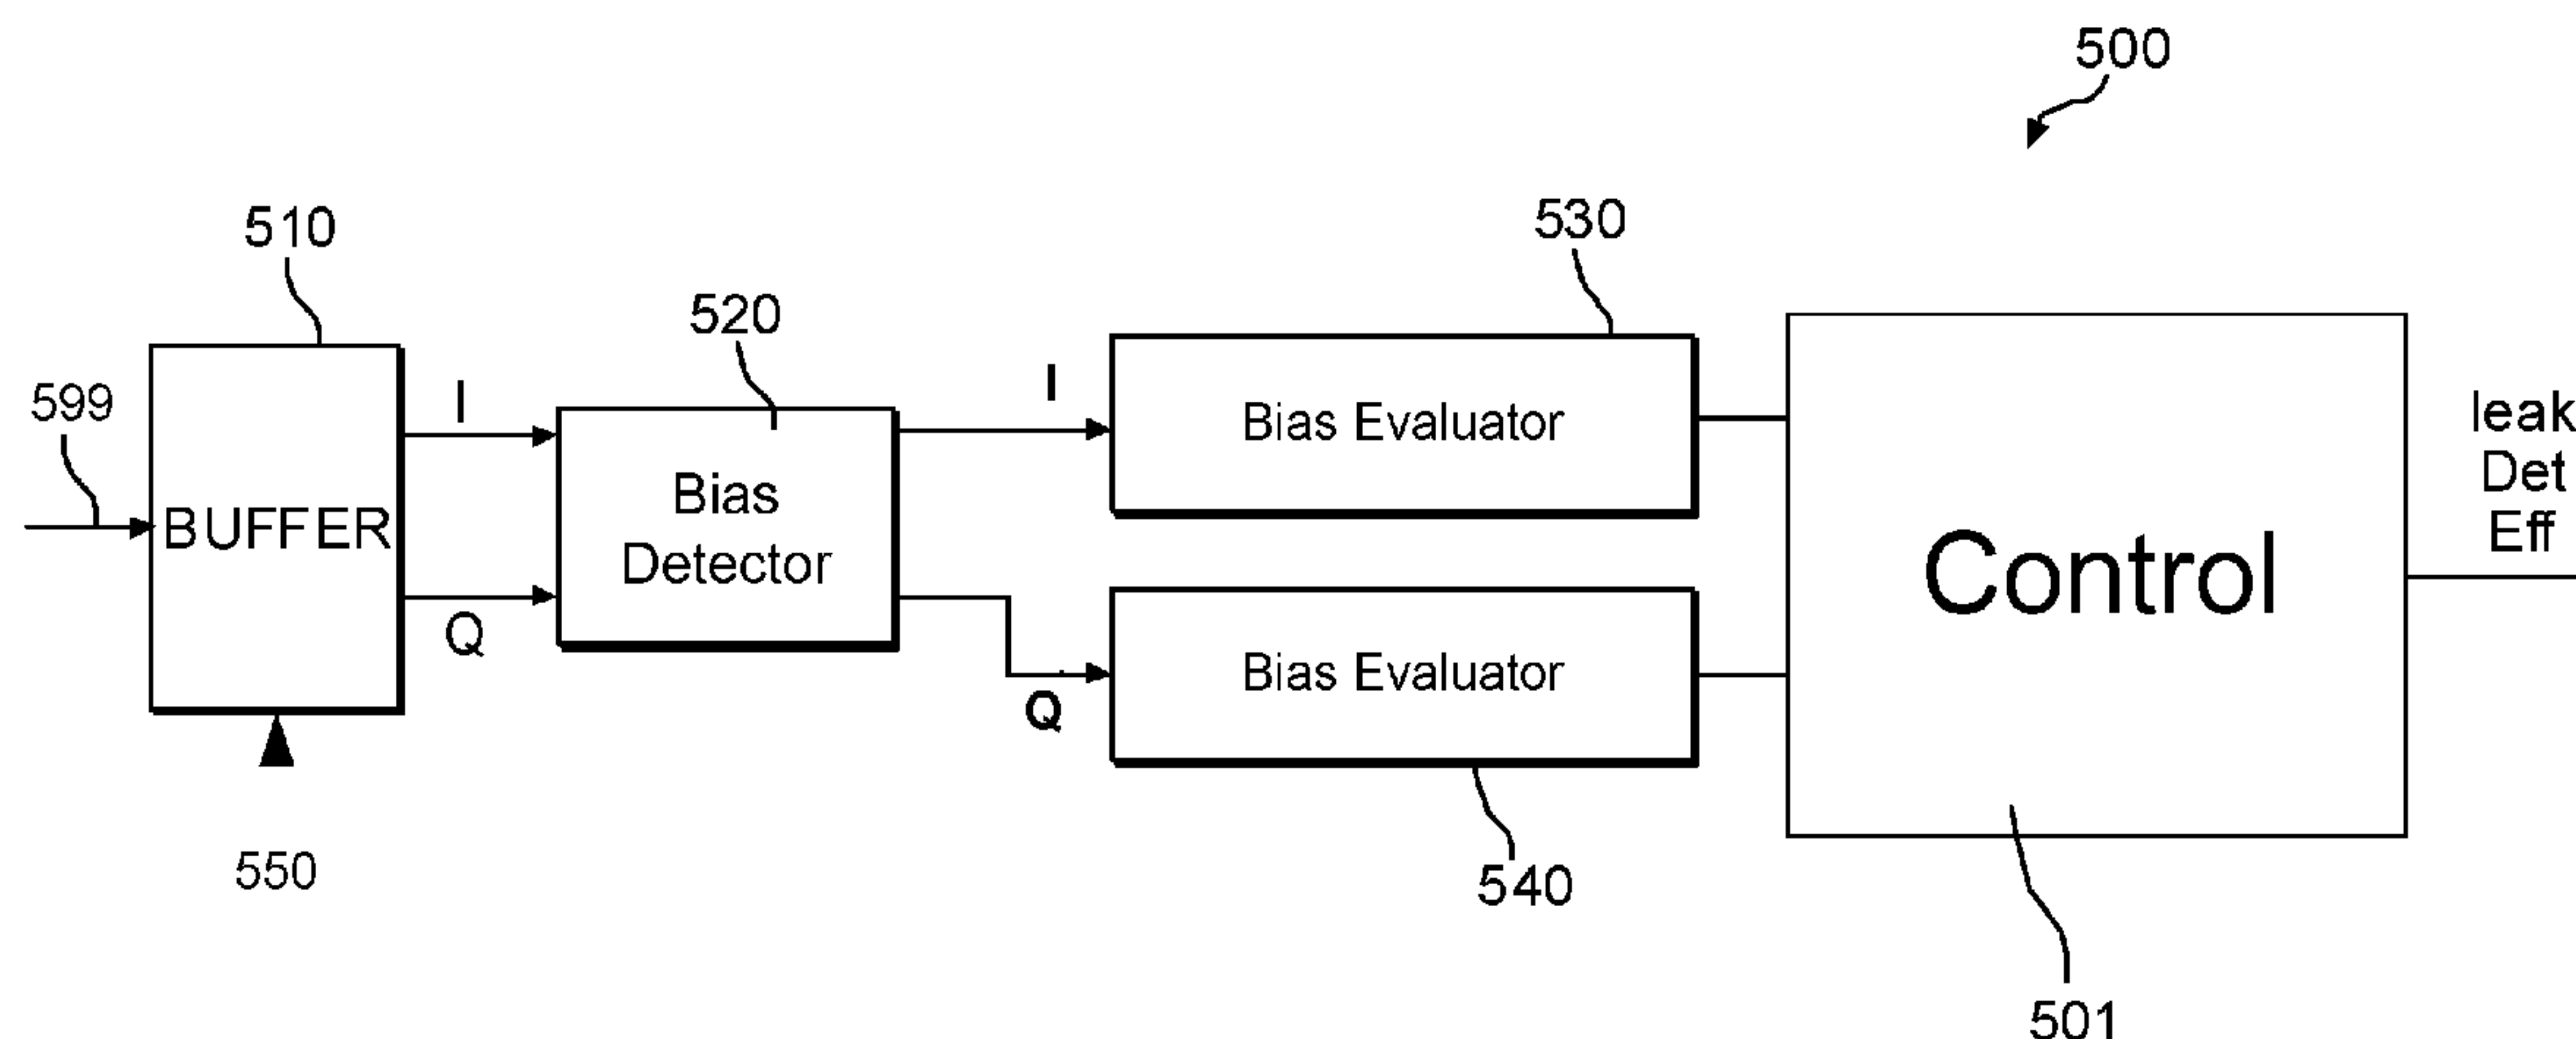 500
510
530
520
599
I
I
leak
Det
Eff
BUFFER
Bias
Detector
Bias Evaluator
Control
Q
Q
Bias Evaluator
550
540
501